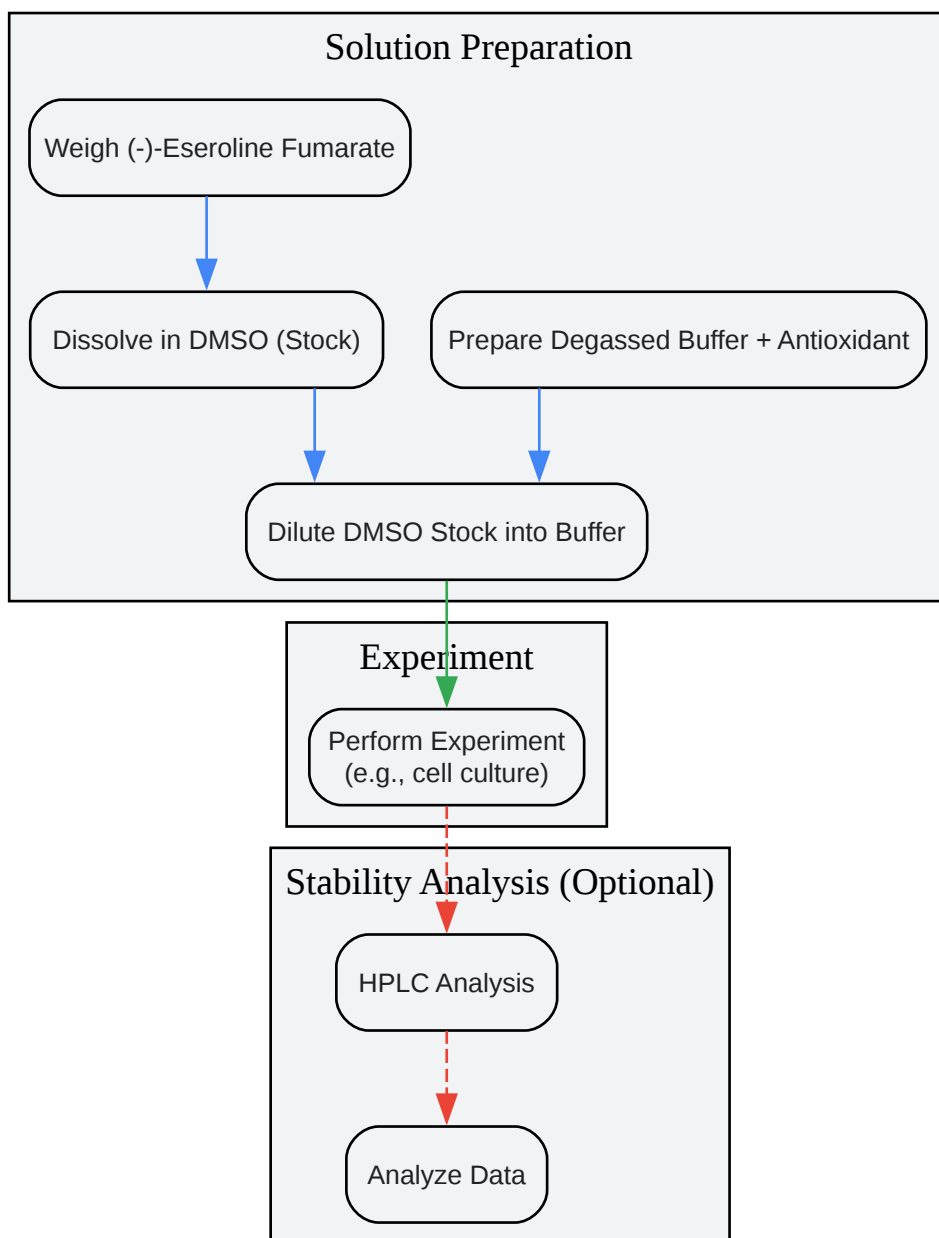 Solution Preparation
Weigh (-)-Eseroline Fumarate
Dissolve in DMSO (Stock)
Prepare Degassed Buffer + Antioxidant
Dilute DMSO Stock into Buffer
Experiment
Perform Experiment
(e.g., cell culture)
Stability Analysis (Optional)
HPLC Analysis
Analyze Data